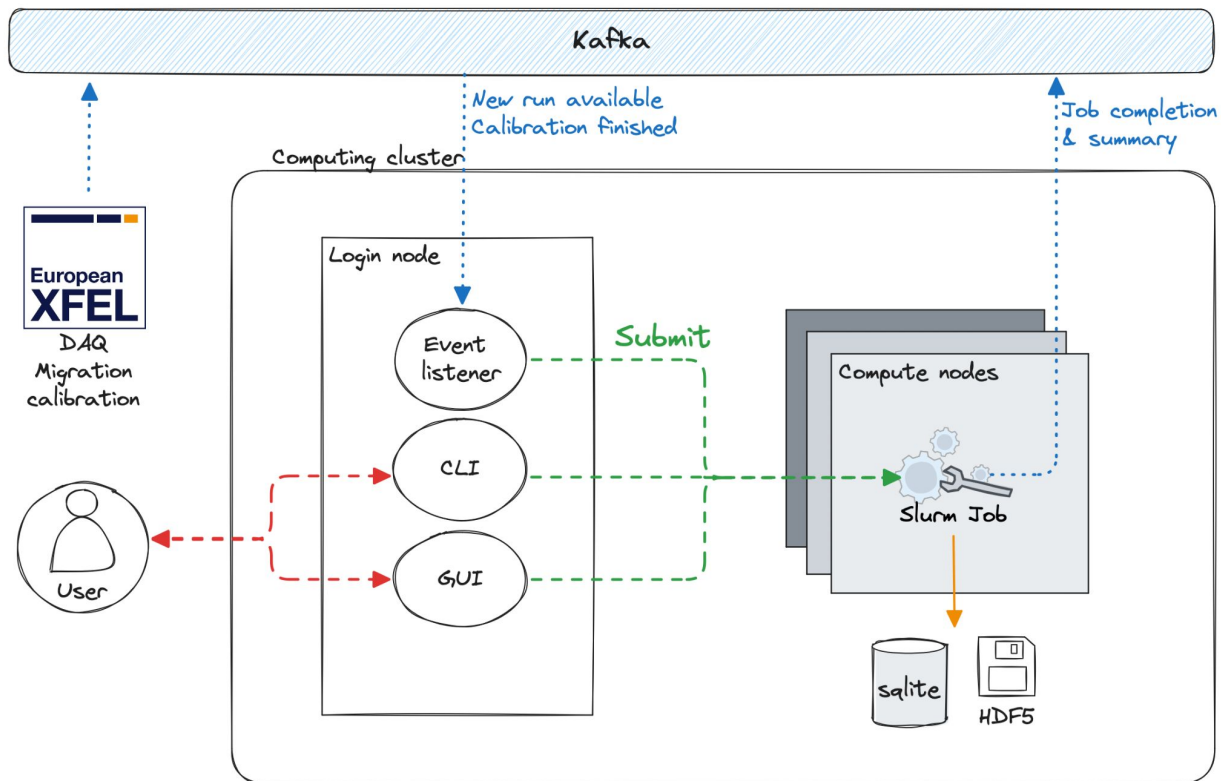 Kafka
New run available
Calibration finished
Job completion
& summary
Computing cluster
Login node
European
XFEL
DAQ
Migration
calibration
Event
listener
Submit
Compute nodes
CLI
Slurm Job
User
GUI
sqlite
HDF5